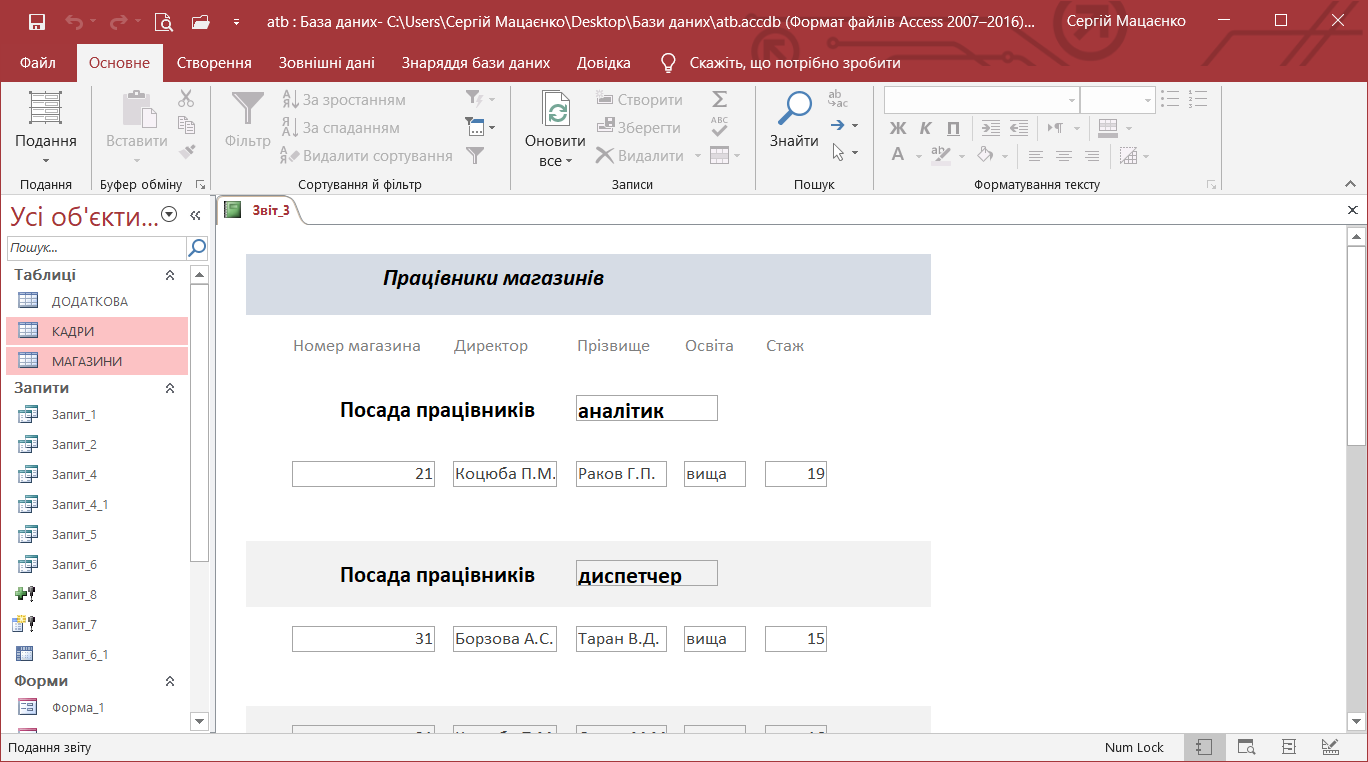 atb : База даних- C:\Users\Сергій Мацаєнко\Desktop\Бази даних\atb.accdb (Формат файлів Access 2007–2016)... Сергій Мацаєнко
Файл Основне Створення Зовнішні дані Знаряддя бази даних Довідка Скажіть, що потрібно зробити
Подання
Подання
Вставити
Буфер обміну
Фільтр
За зростанням
За спаданням
Видалити сортування
Сортування й фільтр
Оновити
все
Створити
Зберегти
Видалити
ABC
Записи
Знайти
ab
ac
Пошук
Ж К П
A ab
Форматування тексту
Усі об'єкти... «
Пошук...
Таблиці
ДОДАТКОВА
КАДРИ
МАГАЗИНИ
Запити
Запит_1
Запит_2
Запит_4
Запит_4_1
Запит_5
Запит_6
Запит_8
Запит_7
Запит_6_1
Форми
Форма_1
Звіт_3
Працівники магазинів
Номер магазина Директор Прізвище Освіта Стаж
Посада працівників аналітик
21 Коцюба П.М. Раков Г.П. вища 19
Посада працівників диспетчер
31 Борзова А.С. Таран В.Д. вища 15
Подання звіту Num Lock